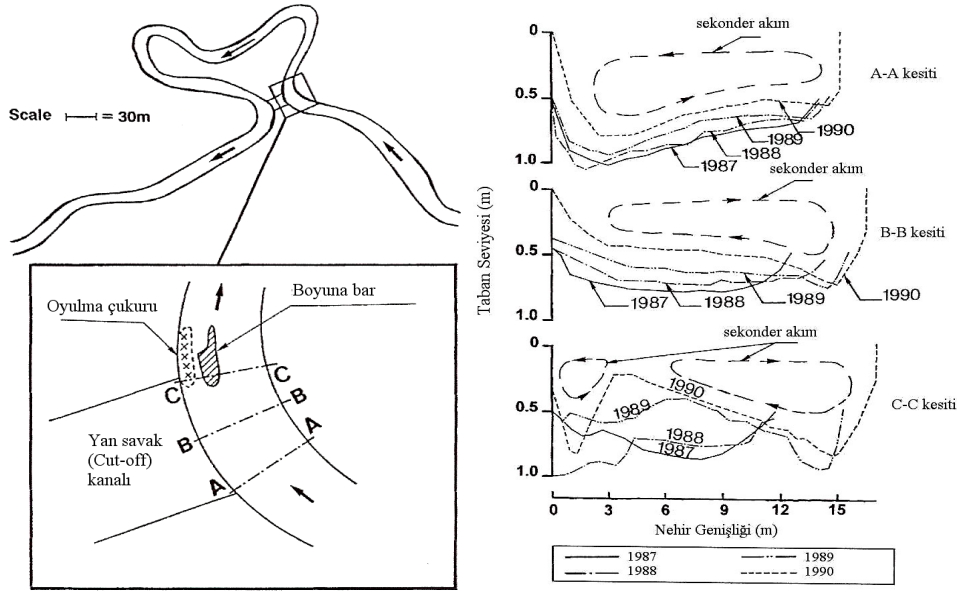 Scale = 30m
Oyulma çukuru
Boyuna bar
C
C
B
B
A
A
Yan savak
(Cut-off)
kanalı
Taban Seviyesi (m)
sekonder akım
0
0.5
1.0
1990
1989
1988
1987
A-A kesiti
sekonder akım
0
0.5
1.0
1987
1988
1989
1990
B-B kesiti
sekonder akım
0
0.5
1.0
1990
1989
1988
1987
C-C kesiti
0 3 6 9 12 15
Nehir Genişliği (m)
1987 1989
1988 1990